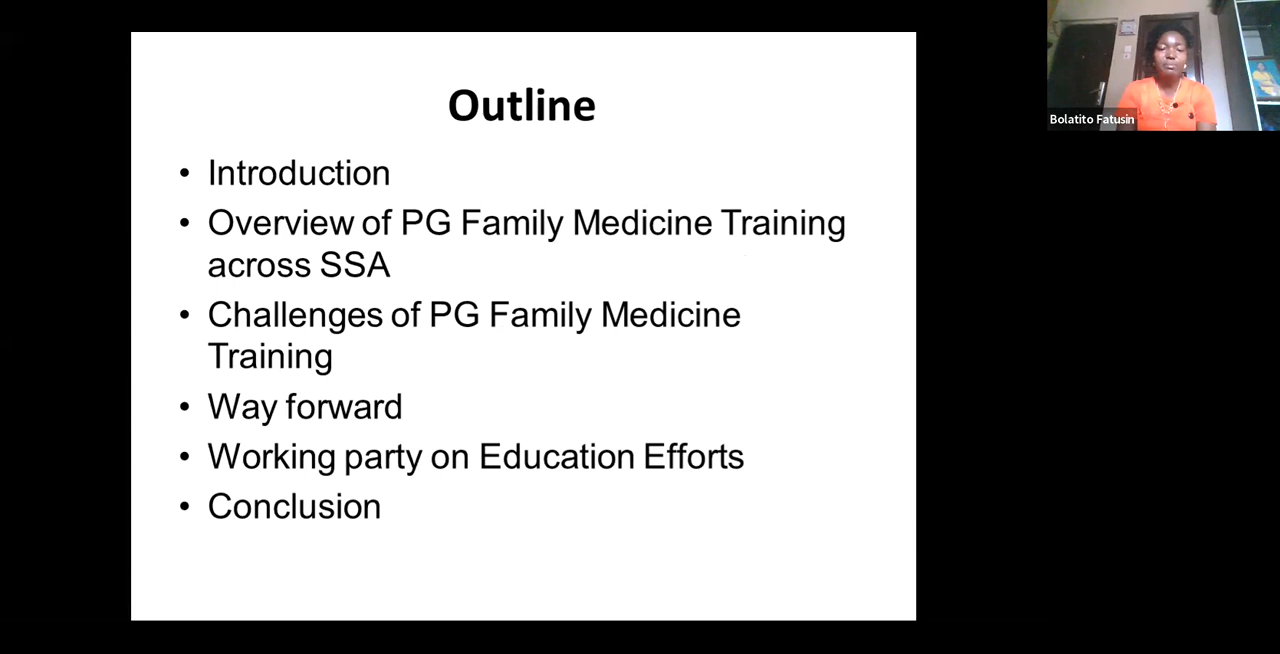 Outline
• Introduction
• Overview of PG Family Medicine Training
across SSA
• Challenges of PG Family Medicine
Training
• Way forward
• Working party on Education Efforts
• Conclusion
Bolatito Fatusin